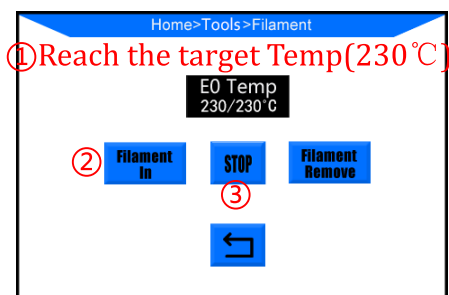 Home>Tools>Filament
①Reach the target Temp(230℃)
E0 Temp
230/230°C
② Filament In
STOP
③
Filament Remove